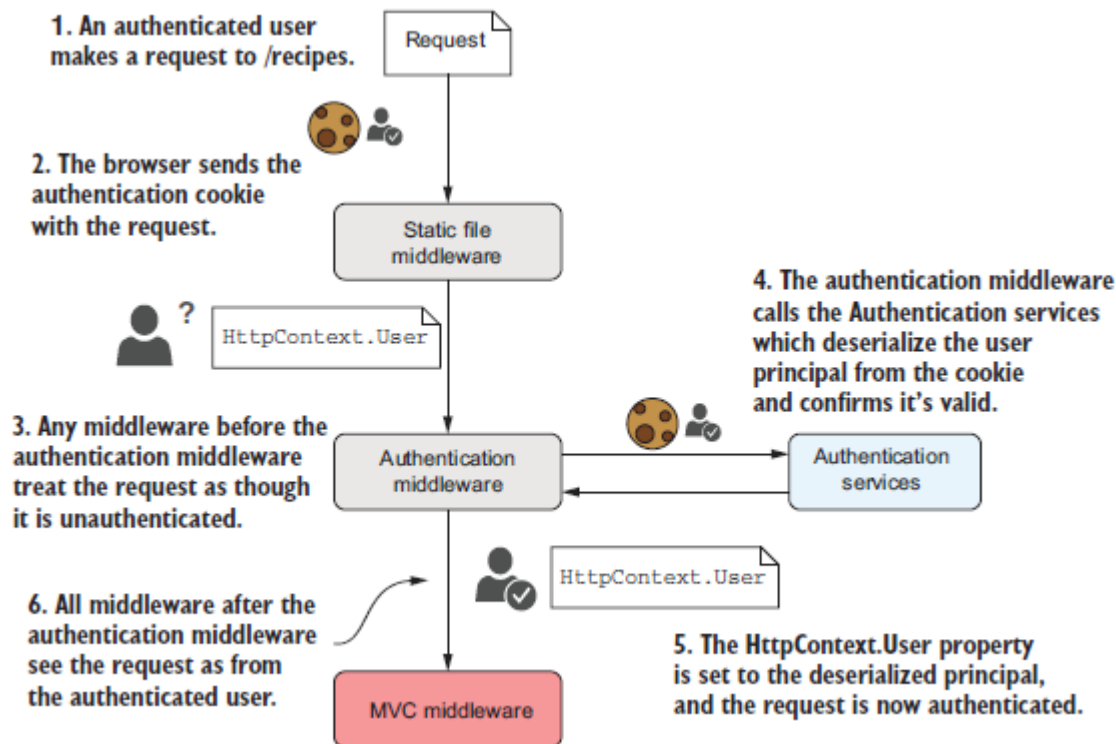 1. An authenticated user
makes a request to /recipes.
Request
2. The browser sends the
authentication cookie
with the request.
Static file
middleware
?
HttpContext.User
3. Any middleware before the
authentication middleware
treat the request as though
it is unauthenticated.
4. The authentication middleware
calls the Authentication services
which deserialize the user
principal from the cookie
and confirms it's valid.
Authentication
middleware
Authentication
services
HttpContext.User
5. The HttpContext.User property
is set to the deserialized principal,
and the request is now authenticated.
6. All middleware after the
authentication middleware
see the request as from
the authenticated user.
MVC middleware